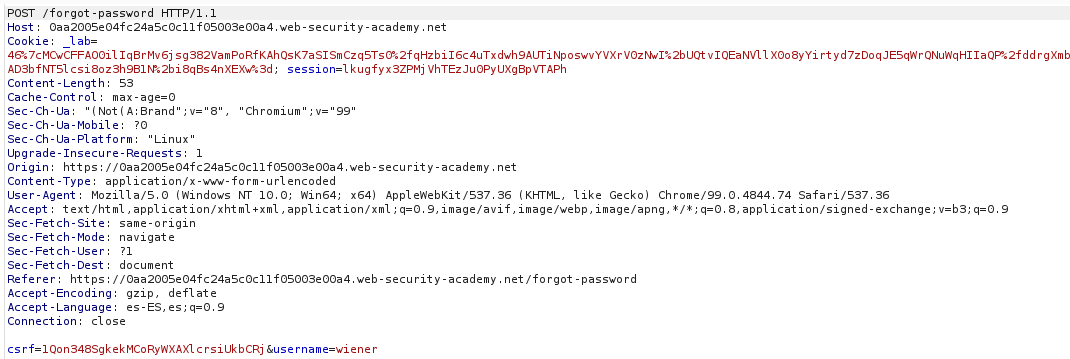 POST /forgot-password HTTP/1.1
Host: 0aa2005e04fc24a5c0c11f05003e00a4.web-security-academy.net
Cookie: _lab=
46%7cMCwCFFAO0ilIqBrMv6jsg382VamPoRfKAhQsK7aSISmCzq5Ts0%2fqHzbiI6c4uTxdwh9AUTiNposwvYVXrV0zNwI%2bUQtvIQEaNVllX0o8yYirtyd7zDoqJE5qWrQNuWqHIIaQP%2fddrgXmb
AD3bfNT5lcsi8oz3h9B1N%2bi8qBs4nXEXw%3d; session=lkugfyx3ZPMjVhTEzJuOPyUXgBpVTAPh
Content-Length: 53
Cache-Control: max-age=0
Sec-Ch-Ua: "(Not(A:Brand";v="8", "Chromium";v="99"
Sec-Ch-Ua-Mobile: ?0
Sec-Ch-Ua-Platform: "Linux"
Upgrade-Insecure-Requests: 1
Origin: https://0aa2005e04fc24a5c0c11f05003e00a4.web-security-academy.net
Content-Type: application/x-www-form-urlencoded
User-Agent: Mozilla/5.0 (Windows NT 10.0; Win64; x64) AppleWebKit/537.36 (KHTML, like Gecko) Chrome/99.0.4844.74 Safari/537.36
Accept: text/html,application/xhtml+xml,application/xml;q=0.9,image/avif,image/webp,image/apng,*/*;q=0.8,application/signed-exchange;v=b3;q=0.9
Sec-Fetch-Site: same-origin
Sec-Fetch-Mode: navigate
Sec-Fetch-User: ?1
Sec-Fetch-Dest: document
Referer: https://0aa2005e04fc24a5c0c11f05003e00a4.web-security-academy.net/forgot-password
Accept-Encoding: gzip, deflate
Accept-Language: es-ES,es;q=0.9
Connection: close
csrf=1Qon348SgkekMCoRyWXAXlcrsiUkbCRj&username=wiener